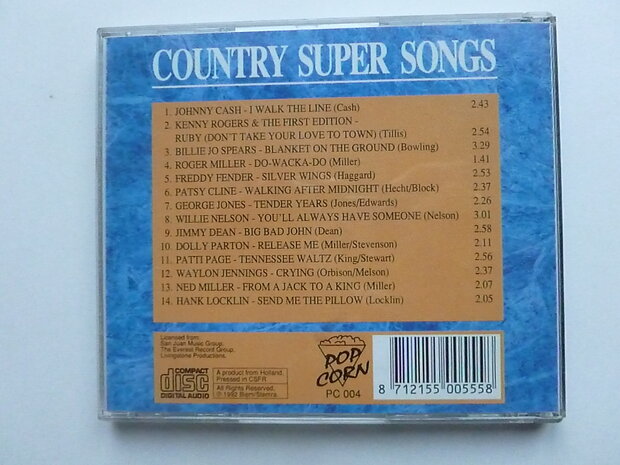 COUNTRY SUPER SONGS
1. JOHNNY CASH - I WALK THE LINE (Cash) 2.43
2. KENNY ROGERS & THE FIRST EDITION -
RUBY (DON'T TAKE YOUR LOVE TO TOWN) (Tillis) 2.54
3. BILLIE JO SPEARS - BLANKET ON THE GROUND (Bowling) 3.29
4. ROGER MILLER - DO-WACKA-DO (Miller) 1.41
5. FREDDY FENDER - SILVER WINGS (Haggard) 2.53
6. PATSY CLINE - WALKING AFTER MIDNIGHT (Hecht/Block) 2.37
7. GEORGE JONES - TENDER YEARS (Jones/Edwards) 2.26
8. WILLIE NELSON - YOU'LL ALWAYS HAVE SOMEONE (Nelson) 3.01
9. JIMMY DEAN - BIG BAD JOHN (Dean) 2.58
10. DOLLY PARTON - RELEASE ME (Miller/Stevenson) 2.11
11. PATTI PAGE - TENNESSEE WALTZ (King/Stewart) 2.56
12. WAYLON JENNINGS - CRYING (Orbison/Melson) 2.37
13. NED MILLER - FROM A JACK TO A KING (Miller) 2.07
14. HANK LOCKLIN - SEND ME THE PILLOW (Locklin) 2.05
Licensed from:
San Juan Music Group,
The Everest Record Group,
Livingstone Productions.
COMPACT
disc
DIGITAL AUDIO
A product from Holland.
Pressed in CSFR
All Rights Reserved.
℗ 1992 Biem/Stemra.
POP
CORN
PC 004
8 712155 005558